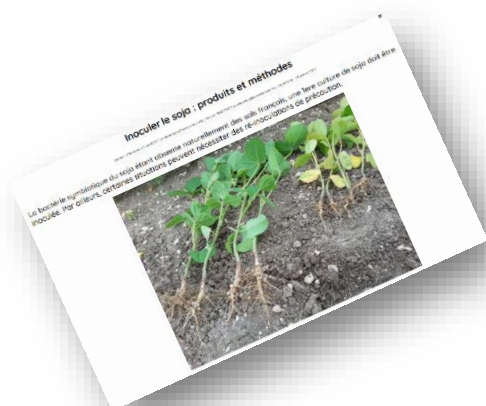 Inoculer le soja : produits et méthodes
La bactérie symbiotique du soja étant absente naturellement des sols français, une 1ere culture de soja doit être
inoculée. Par ailleurs, certaines situations peuvent nécessiter des ré-inoculations de précaution.